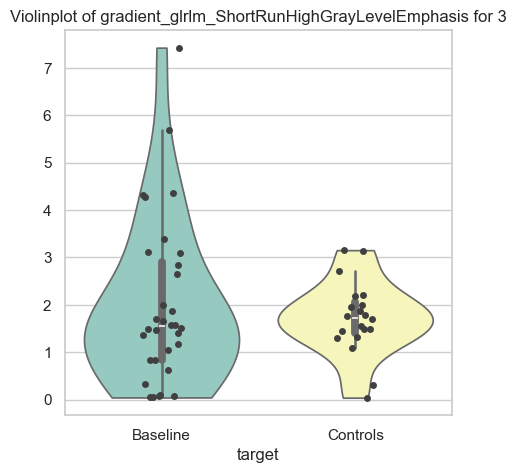 Violinplot of gradient_glrlm_ShortRunHighGrayLevelEmphasis for 3
7
6
5
4
3
2
1
0
Baseline
Controls
target